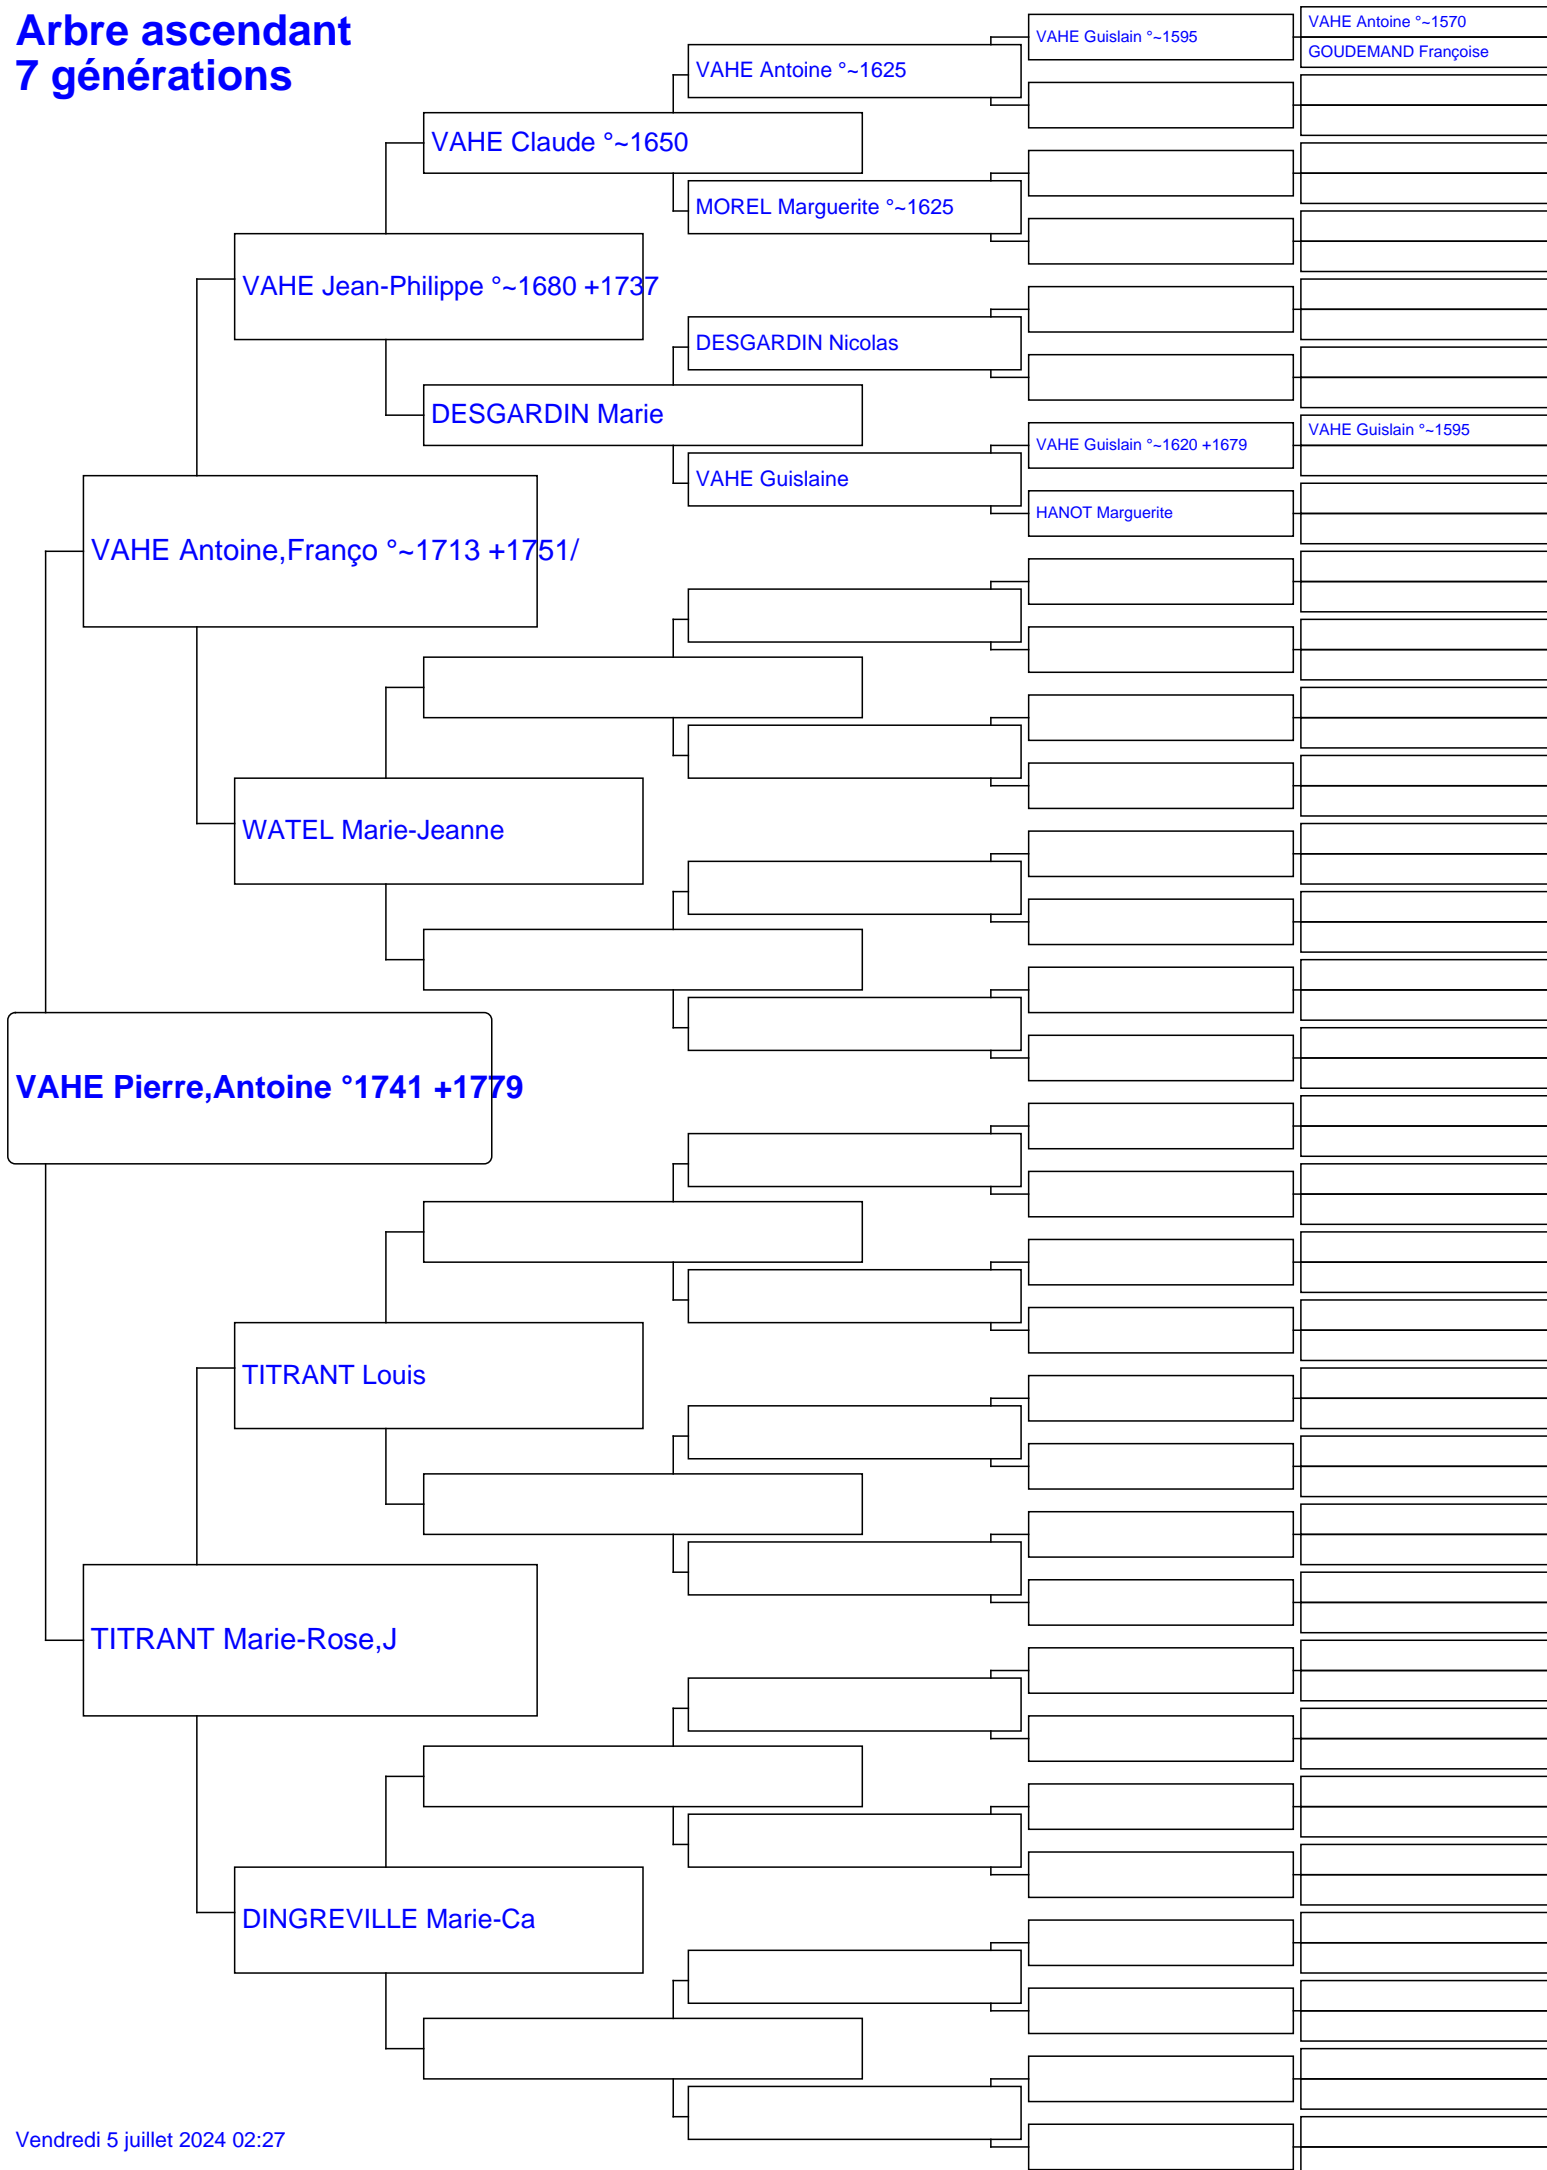 Arbre ascendant
7 générations
VAHE Antoine °~1570
GOUDEMAND Françoise
VAHE Guislain °~1595
VAHE Antoine °~1625
VAHE Claude °~1650
MOREL Marguerite °~1625
VAHE Jean-Philippe °~1680 +1737
DESGARDIN Nicolas
DESGARDIN Marie
VAHE Guislain °~1595
VAHE Guislain °~1620 +1679
VAHE Guislaine
HANOT Marguerite
VAHE Antoine,Franço °~1713 +1751/
WATEL Marie-Jeanne
VAHE Pierre,Antoine °1741 +1779
TITRANT Louis
TITRANT Marie-Rose,J
DINGREVILLE Marie-Ca
Vendredi 5 juillet 2024 02:27